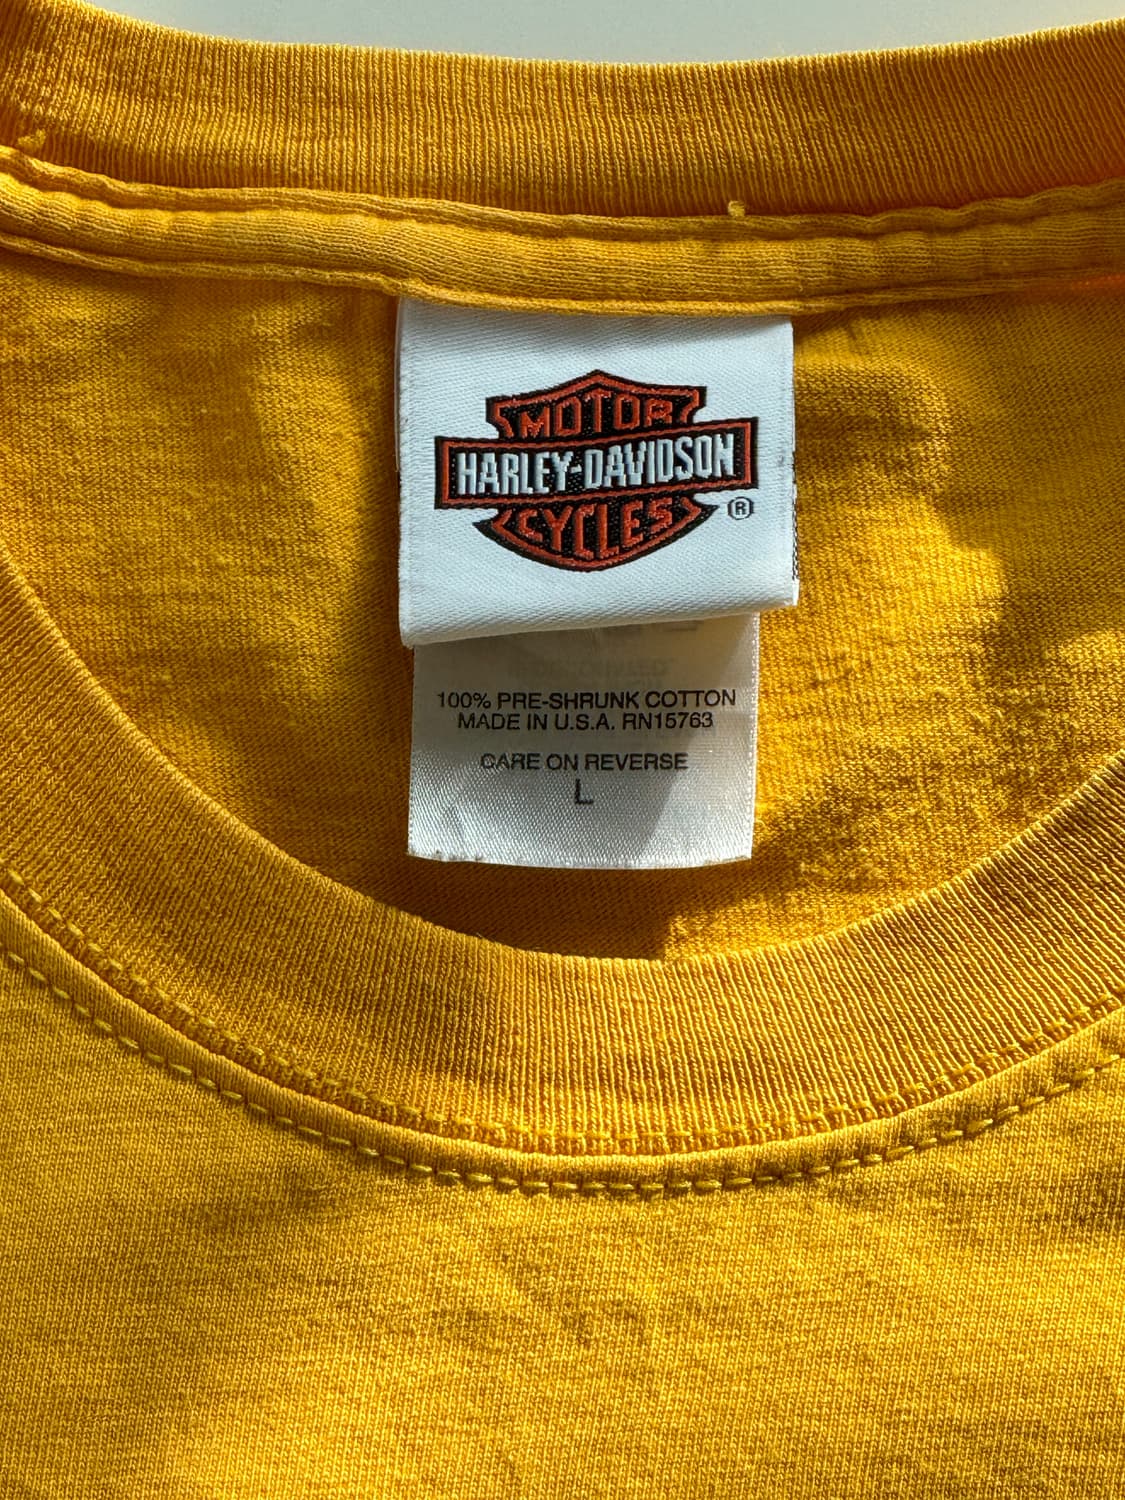 MOTOR
HARLEY-DAVIDSON
CYCLES
®
100% PRE-SHRUNK COTTON
MADE IN U.S.A. RN15763
CARE ON REVERSE
L